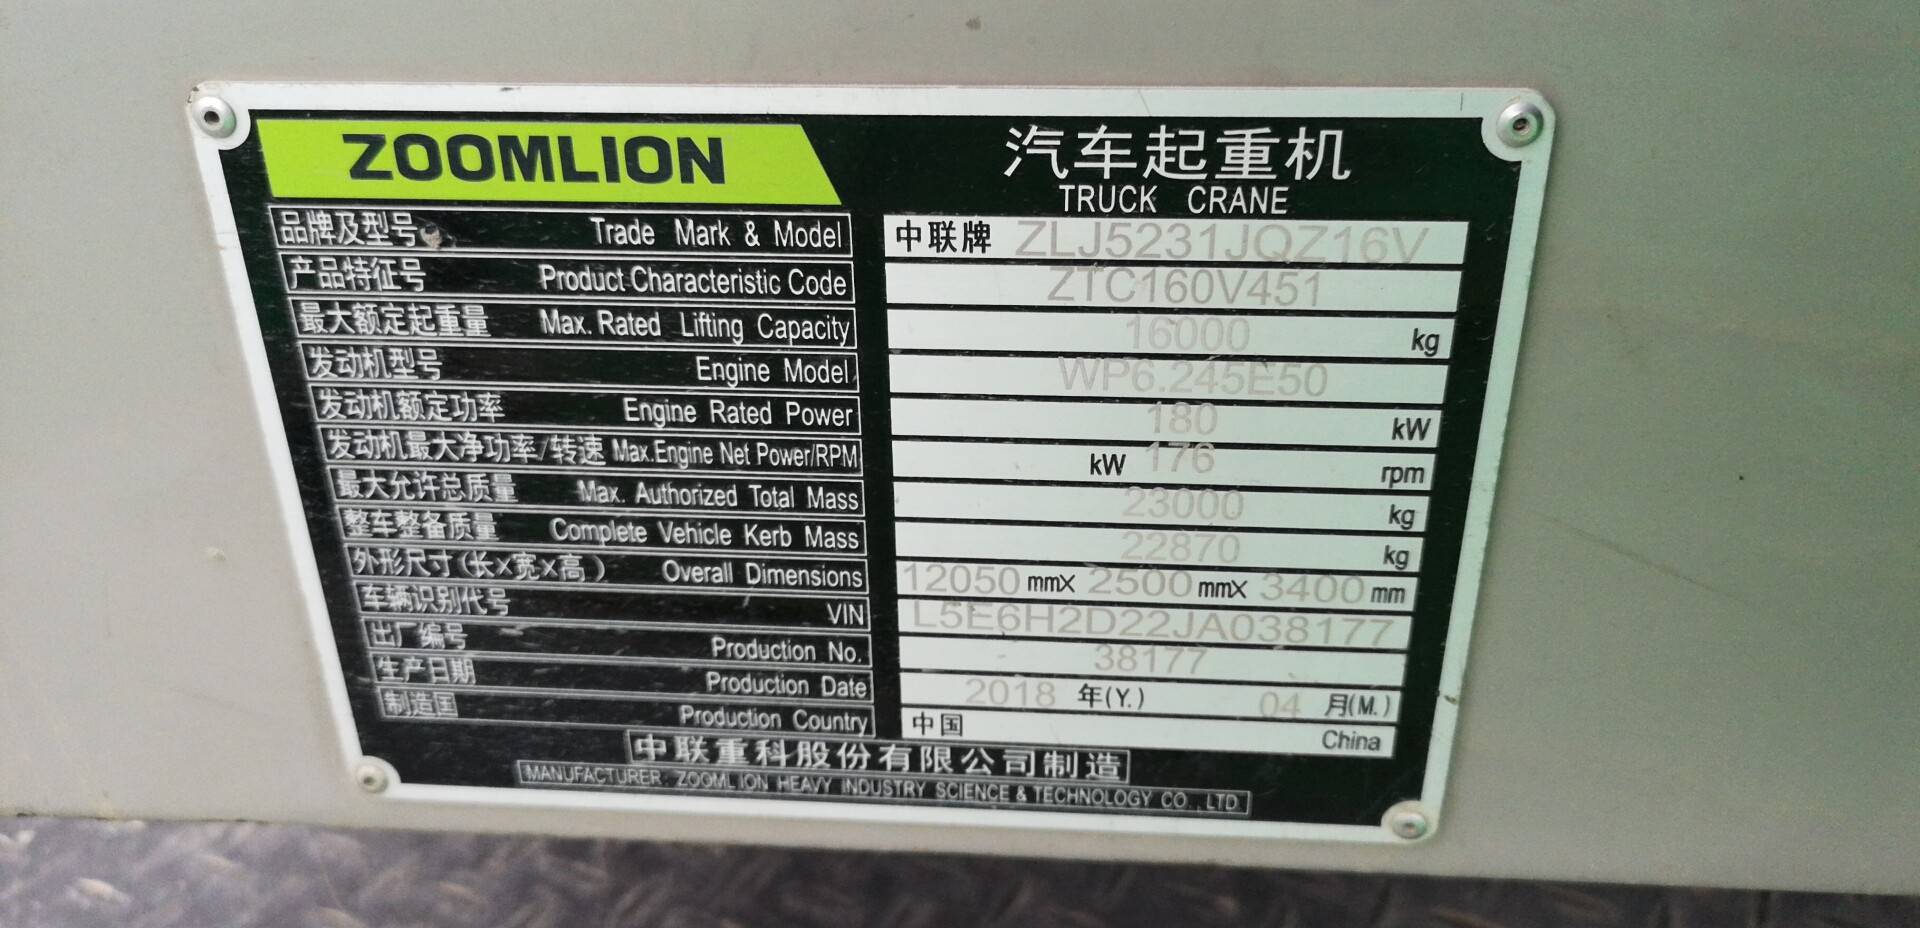 ZOOMLION
汽车起重机
TRUCK CRANE
品牌及型号 Trade Mark & Model 中联牌 ZLJ5231JQZ16V
产品特征号 Product Characteristic Code ZTC160V451
最大额定起重量 Max. Rated Lifting Capacity 16000 kg
发动机型号 Engine Model WP6.245E50
发动机额定功率 Engine Rated Power 180 kW
发动机最大净功率/转速 Max.Engine Net Power/RPM kW 176 rpm
最大允许总质量 Max. Authorized Total Mass 23000 kg
整车整备质量 Complete Vehicle Kerb Mass 22870 kg
外形尺寸(长×宽×高) Overall Dimensions 12050 mmX 2500 mmX 3400 mm
车辆识别代号 VIN L5E6H2D22JA038177
出厂编号 Production No. 38177
生产日期 Production Date 2018 年(Y.) 04 月(M.)
制造国 Production Country 中国 China
中联重科股份有限公司制造
MANUFACTURER: ZOOMLION HEAVY INDUSTRY SCIENCE & TECHNOLOGY CO., LTD.